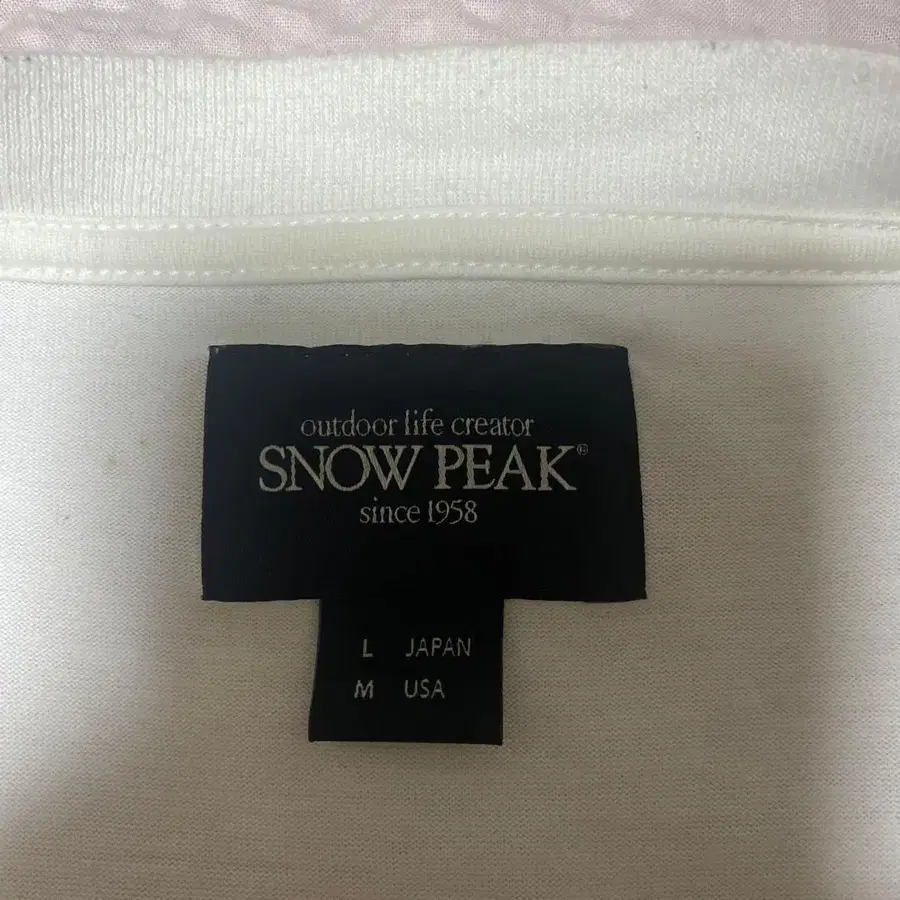 outdoor life creator
SNOW PEAK®
since 1958
L JAPAN
M USA